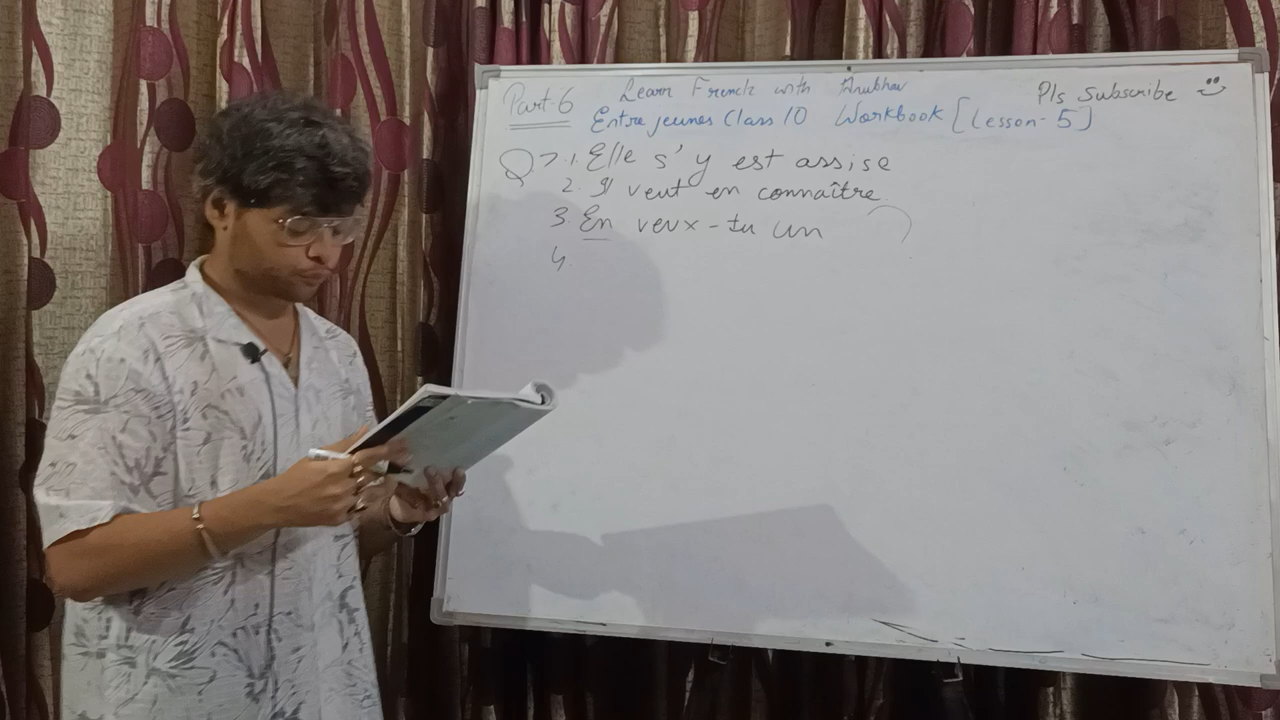 Part-6 Learn French with Anubhav Pls Subscribe
Entre jeunes Class 10 Workbook [Lesson-5]
Q7.1. Elle s'y est assise
2. Il veut en connaître.
3. En veux-tu un
4.